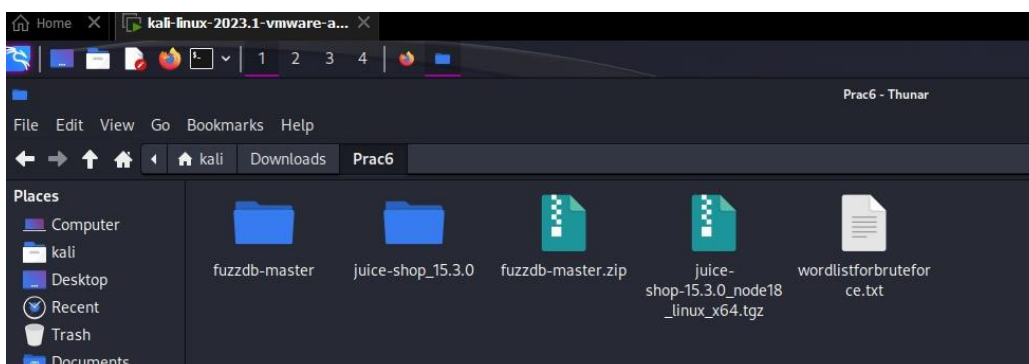 Home
kali-linux-2023.1-vmware-a...
1 2 3 4
Prac6 - Thunar
File Edit View Go Bookmarks Help
kali Downloads Prac6
Places
Computer
kali
Desktop
Recent
Trash
Documents
fuzzdb-master
juice-shop_15.3.0
fuzzdb-master.zip
juice-
shop-15.3.0_node18
_linux_x64.tgz
wordlistforbrutefor
ce.txt